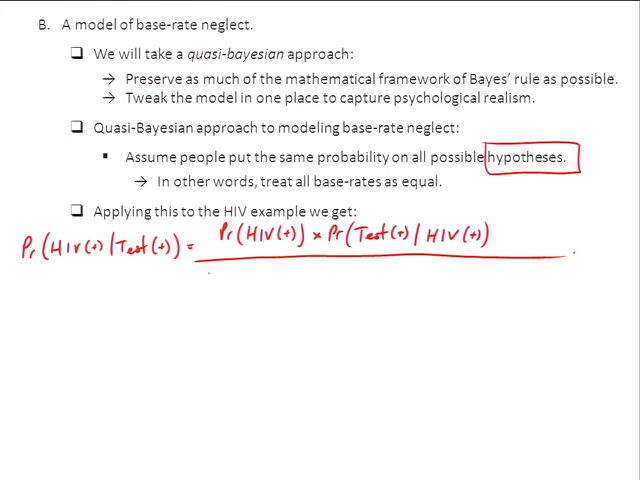 B. A model of base-rate neglect.
❑ We will take a quasi-bayesian approach:
→ Preserve as much of the mathematical framework of Bayes' rule as possible.
→ Tweak the model in one place to capture psychological realism.
❑ Quasi-Bayesian approach to modeling base-rate neglect:
▪ Assume people put the same probability on all possible hypotheses.
→ In other words, treat all base-rates as equal.
❑ Applying this to the HIV example we get:
Pr(HIV(+) × Pr(Test(+) | HIV(+))
Pr(HIV(+) | Test(+)) =